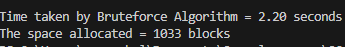 Time taken by Bruteforce Algorithm = 2.20 seconds
The space allocated = 1033 blocks